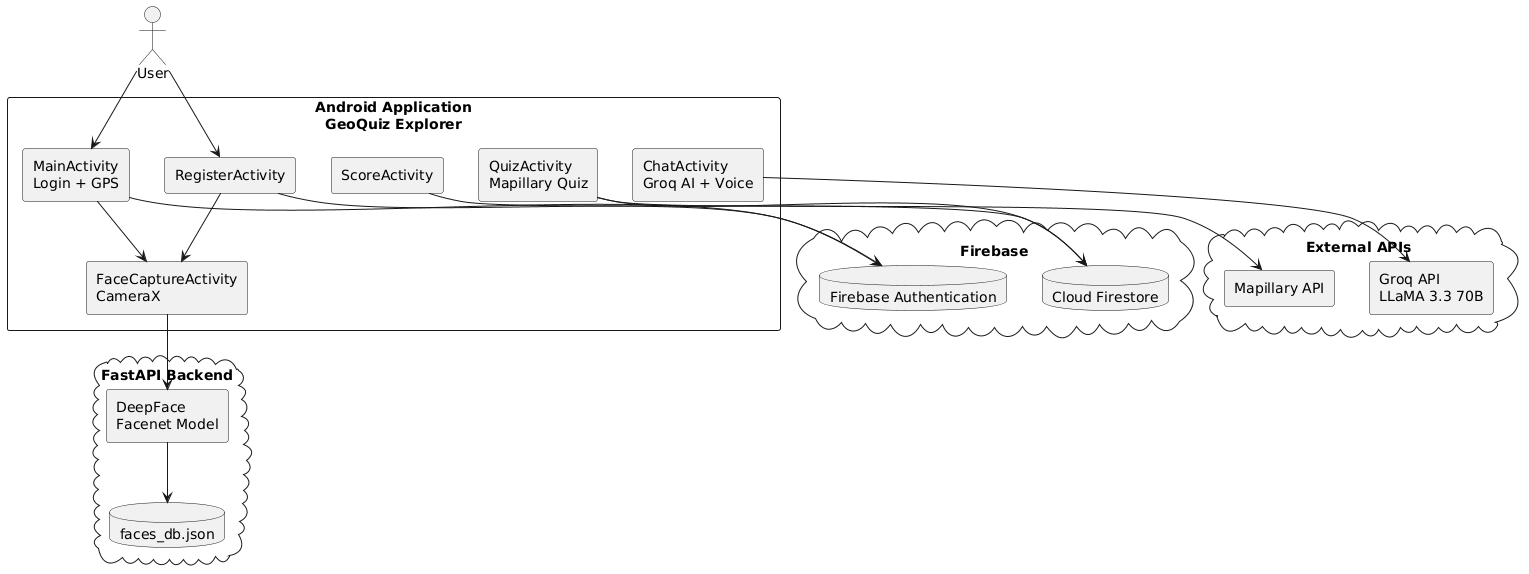 User
Android Application
GeoQuiz Explorer
MainActivity
Login + GPS
RegisterActivity
ScoreActivity
QuizActivity
Mapillary Quiz
ChatActivity
Groq AI + Voice
FaceCaptureActivity
CameraX
Firebase
Firebase Authentication
Cloud Firestore
External APIs
Mapillary API
Groq API
LLaMA 3.3 70B
FastAPI Backend
DeepFace
Facenet Model
faces_db.json